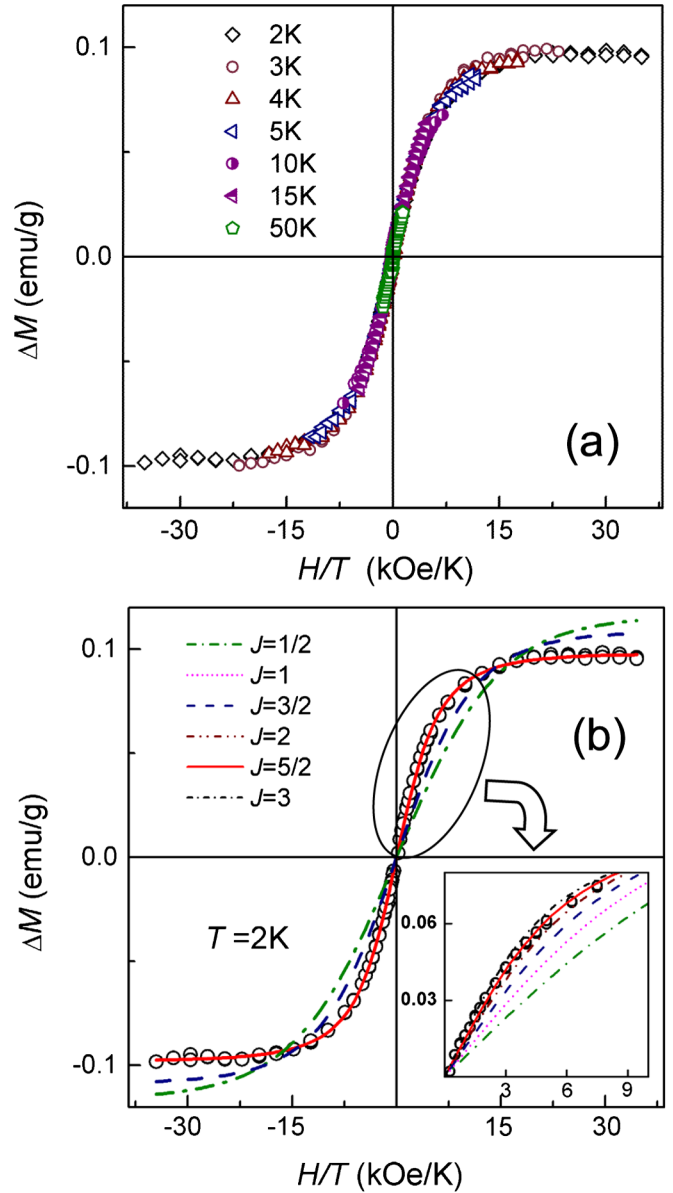 2K
3K
4K
5K
10K
15K
50K
0.1
0.0
-0.1
ΔM (emu/g)
(a)
-30 -15 0 15 30
H/T (kOe/K)
J=1/2
J=1
J=3/2
J=2
J=5/2
J=3
0.1
0.0
-0.1
ΔM (emu/g)
(b)
T =2K
0.06
0.03
3 6 9
-30 -15 0 15 30
H/T (kOe/K)